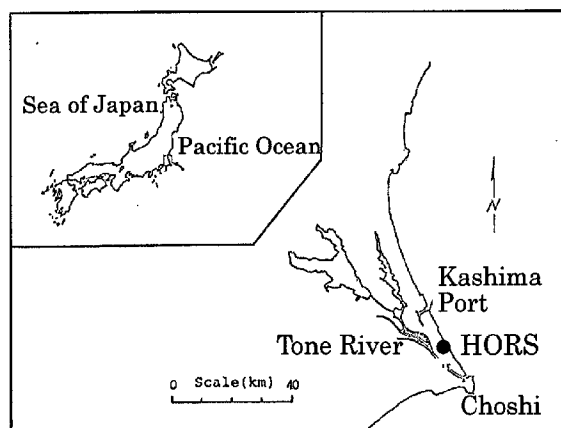 Sea of Japan
Pacific Ocean
N
Kashima
Port
Tone River
HORS
0 Scale(km) 40
Choshi